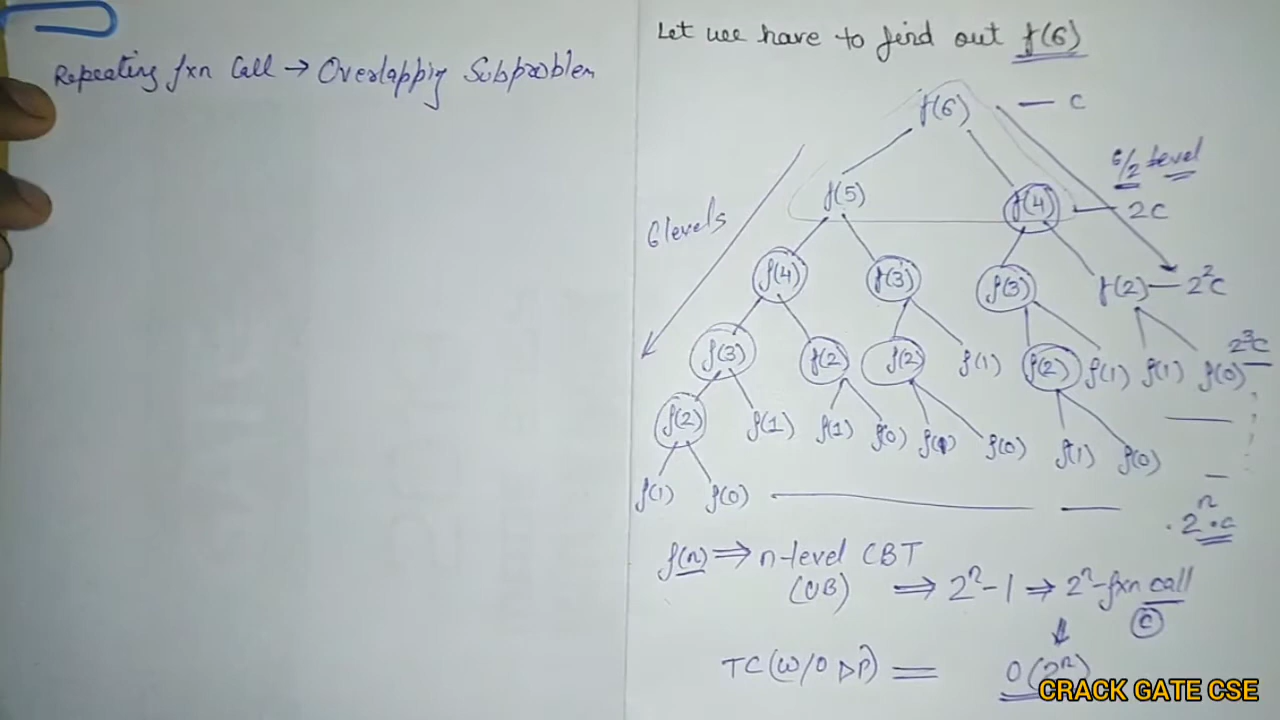 Repeating fxn Call → Overlappig Subproblem
Let wee have to find out f(6)
f(6) — C
6/2 Level
f(5) f(4) — 2C
6 levels
f(4) f(3) f(3) f(2) — 2²C
f(3) f(2) f(2) f(1) f(2) f(1) f(1) f(0) 2³C
f(2) f(1) f(1) f(0) f(1) f(0) f(1) f(0)
f(1) f(0)
2ⁿ·c
f(n) ⇒ n-level CBT
(UB) ⇒ 2ⁿ-1 ⇒ 2ⁿ-fxn call
C
TC(W/O DP) = O(2ⁿ)
CRACK GATE CSE